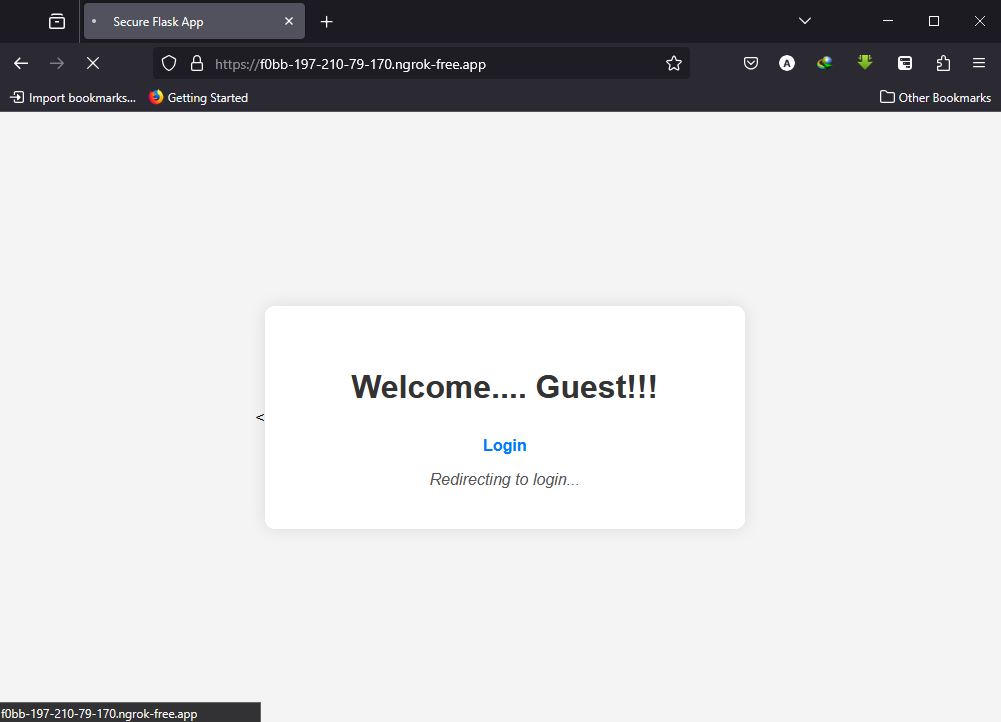 Secure Flask App
https://f0bb-197-210-79-170.ngrok-free.app
A
Import bookmarks...
Getting Started
Other Bookmarks
Welcome.... Guest!!!
<
Login
Redirecting to login...
f0bb-197-210-79-170.ngrok-free.app